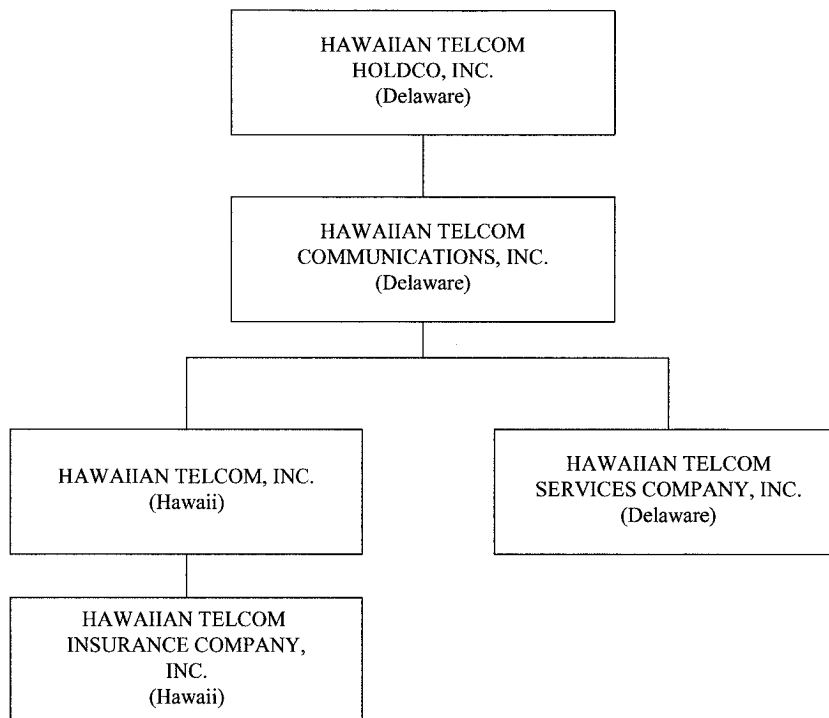 HAWAIIAN TELCOM
HOLDCO, INC.
(Delaware)
HAWAIIAN TELCOM
COMMUNICATIONS, INC.
(Delaware)
HAWAIIAN TELCOM, INC.
(Hawaii)
HAWAIIAN TELCOM
SERVICES COMPANY, INC.
(Delaware)
HAWAIIAN TELCOM
INSURANCE COMPANY,
INC.
(Hawaii)